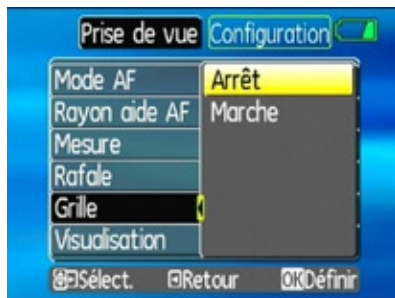 Prise de vue Configuration
Mode AF Arrêt
Rayon aide AF Marche
Mesure
Rafale
Grille
Visualisation
Sélect. Retour OK Définir